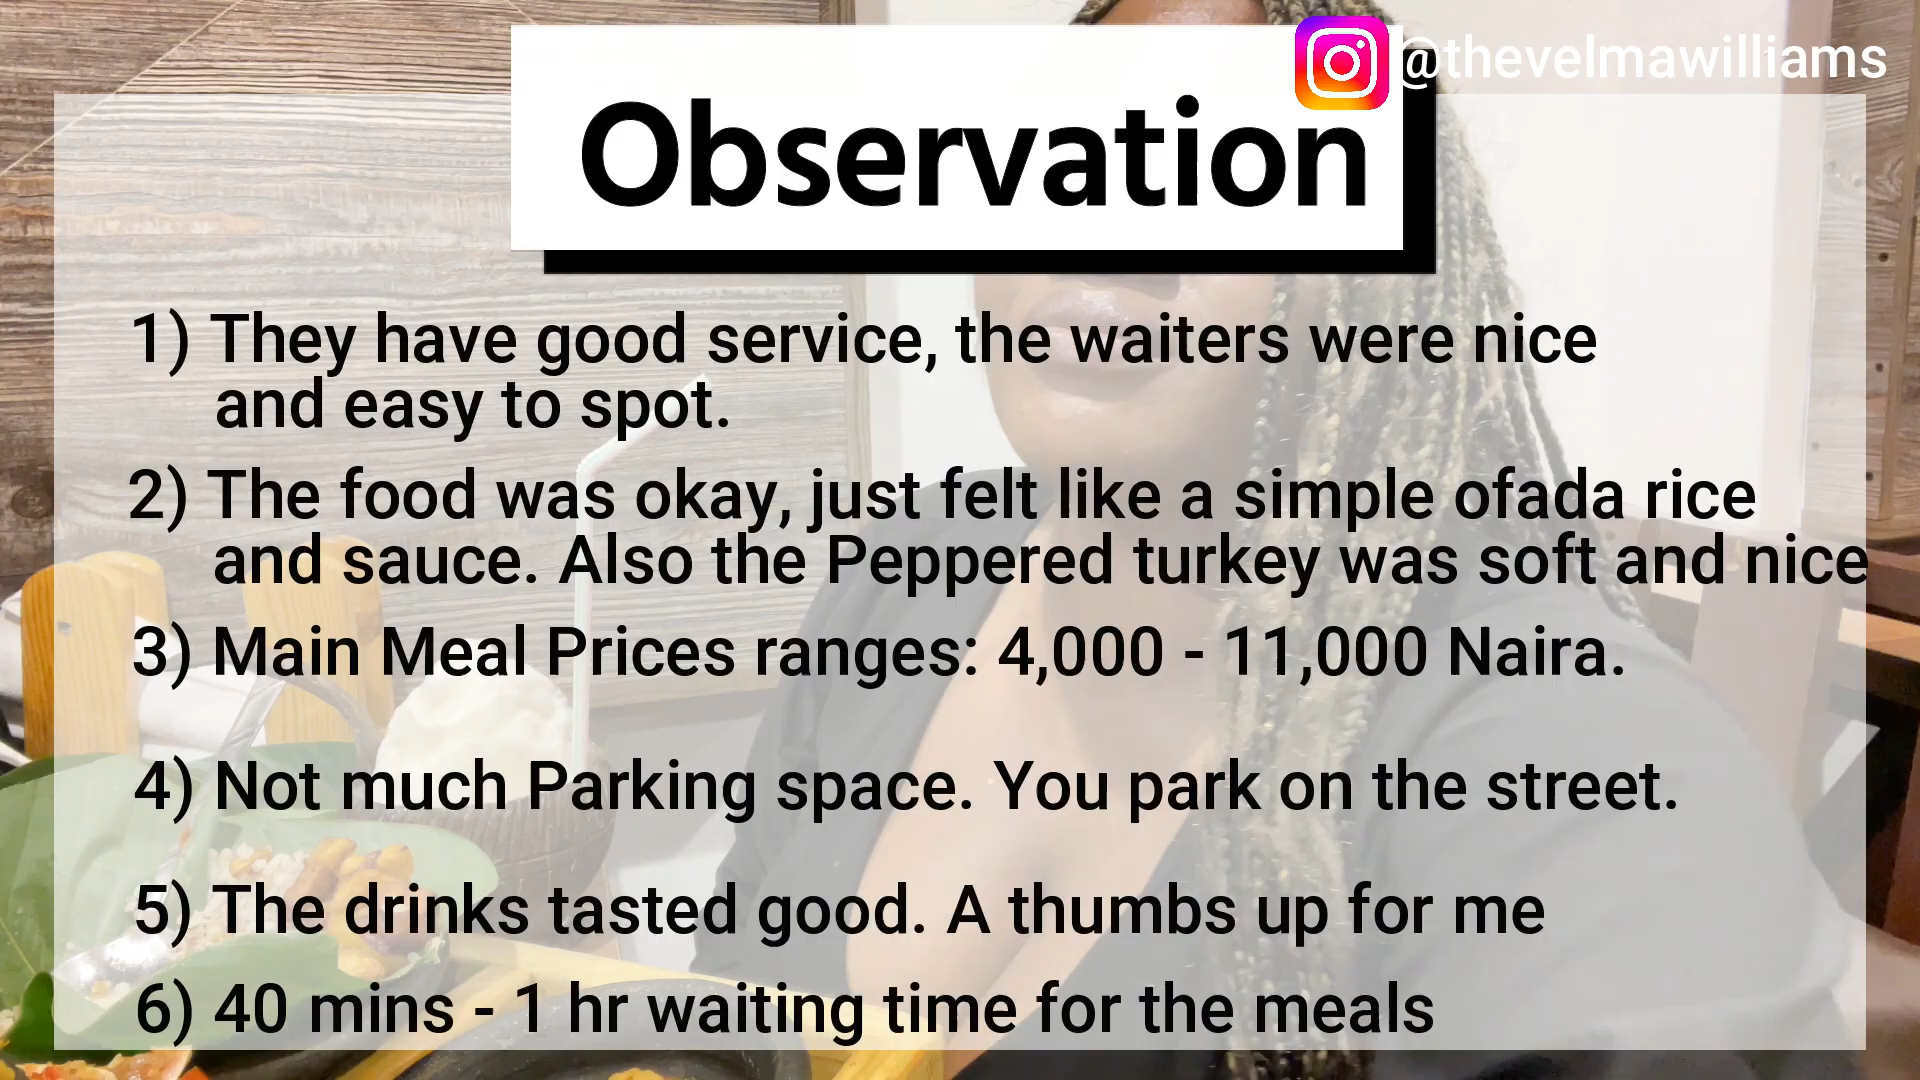 @thevelmawilliams
Observation
1) They have good service, the waiters were nice
and easy to spot.
2) The food was okay, just felt like a simple ofada rice
and sauce. Also the Peppered turkey was soft and nice
3) Main Meal Prices ranges: 4,000 - 11,000 Naira.
4) Not much Parking space. You park on the street.
5) The drinks tasted good. A thumbs up for me
6) 40 mins - 1 hr waiting time for the meals